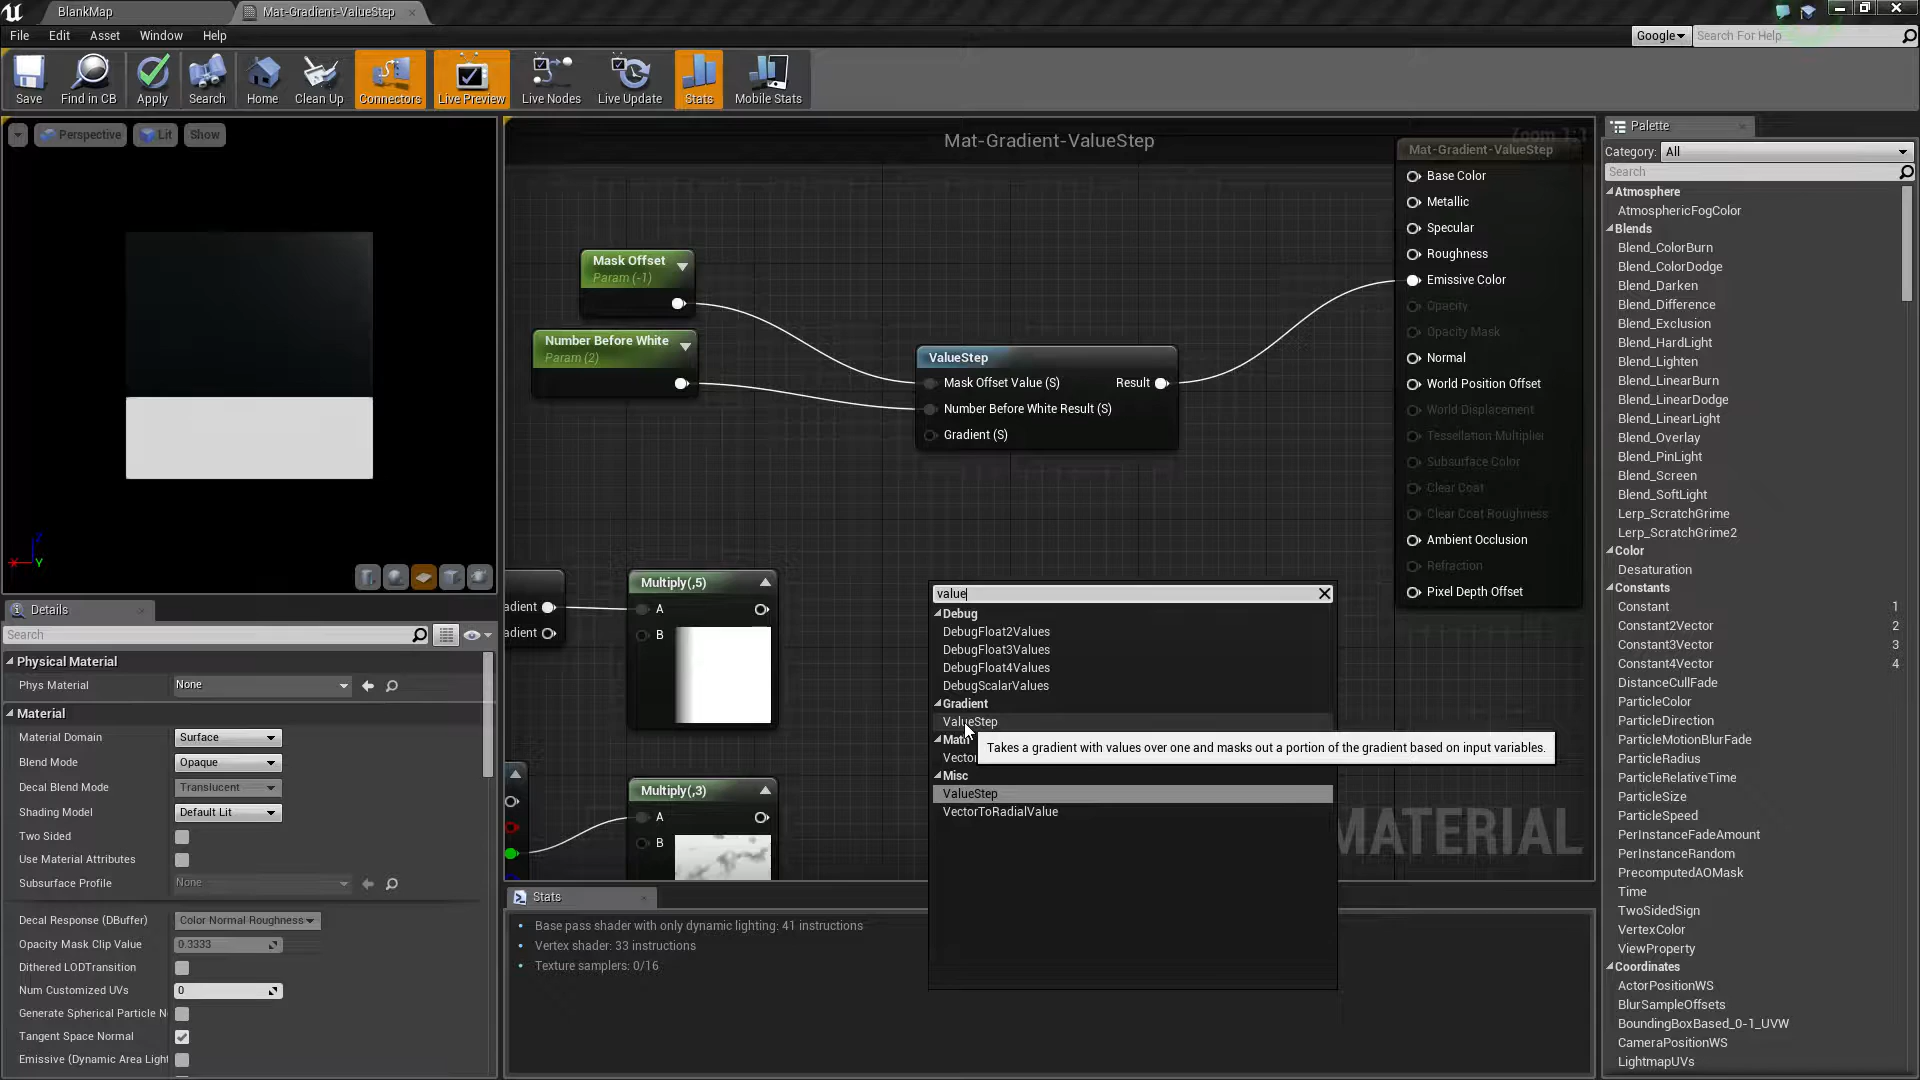 BlankMap
Mat-Gradient-ValueStep
File Edit Asset Window Help
Google
Search For Help
Save
Find in CB
Apply
Search
Home
Clean Up
Connectors
Live Preview
Live Nodes
Live Update
Stats
Mobile Stats
Perspective
Lit
Show
Z
X
Y
Mat-Gradient-ValueStep
Zoom 1:1
Mask Offset
Param (-1)
Number Before White
Param (2)
ValueStep
Mask Offset Value (S)
Result
Number Before White Result (S)
Gradient (S)
Mat-Gradient-ValueStep
Base Color
Metallic
Specular
Roughness
Emissive Color
Opacity
Opacity Mask
Normal
World Position Offset
World Displacement
Tessellation Multiplier
Subsurface Color
Clear Coat
Clear Coat Roughness
Ambient Occlusion
Refraction
Pixel Depth Offset
adient
adient
Multiply(,5)
A
B
Multiply(,3)
A
B
value
Debug
DebugFloat2Values
DebugFloat3Values
DebugFloat4Values
DebugScalarValues
Gradient
ValueStep
Math
Takes a gradient with values over one and masks out a portion of the gradient based on input variables.
Vector
Misc
ValueStep
VectorToRadialValue
MATERIAL
Details
Search
Physical Material
Phys Material None
Material
Material Domain Surface
Blend Mode Opaque
Decal Blend Mode Translucent
Shading Model Default Lit
Two Sided
Use Material Attributes
Subsurface Profile None
Decal Response (DBuffer) Color Normal Roughness
Opacity Mask Clip Value 0.3333
Dithered LODTransition
Num Customized UVs 0
Generate Spherical Particle N
Tangent Space Normal
Emissive (Dynamic Area Light
Stats
Base pass shader with only dynamic lighting: 41 instructions
Vertex shader: 33 instructions
Texture samplers: 0/16
Palette
Category: All
Search
Atmosphere
AtmosphericFogColor
Blends
Blend_ColorBurn
Blend_ColorDodge
Blend_Darken
Blend_Difference
Blend_Exclusion
Blend_HardLight
Blend_Lighten
Blend_LinearBurn
Blend_LinearDodge
Blend_LinearLight
Blend_Overlay
Blend_PinLight
Blend_Screen
Blend_SoftLight
Lerp_ScratchGrime
Lerp_ScratchGrime2
Color
Desaturation
Constants
Constant 1
Constant2Vector 2
Constant3Vector 3
Constant4Vector 4
DistanceCullFade
ParticleColor
ParticleDirection
ParticleMotionBlurFade
ParticleRadius
ParticleRelativeTime
ParticleSize
ParticleSpeed
PerInstanceFadeAmount
PerInstanceRandom
PrecomputedAOMask
Time
TwoSidedSign
VertexColor
ViewProperty
Coordinates
ActorPositionWS
BlurSampleOffsets
BoundingBoxBased_0-1_UVW
CameraPositionWS
LightmapUVs